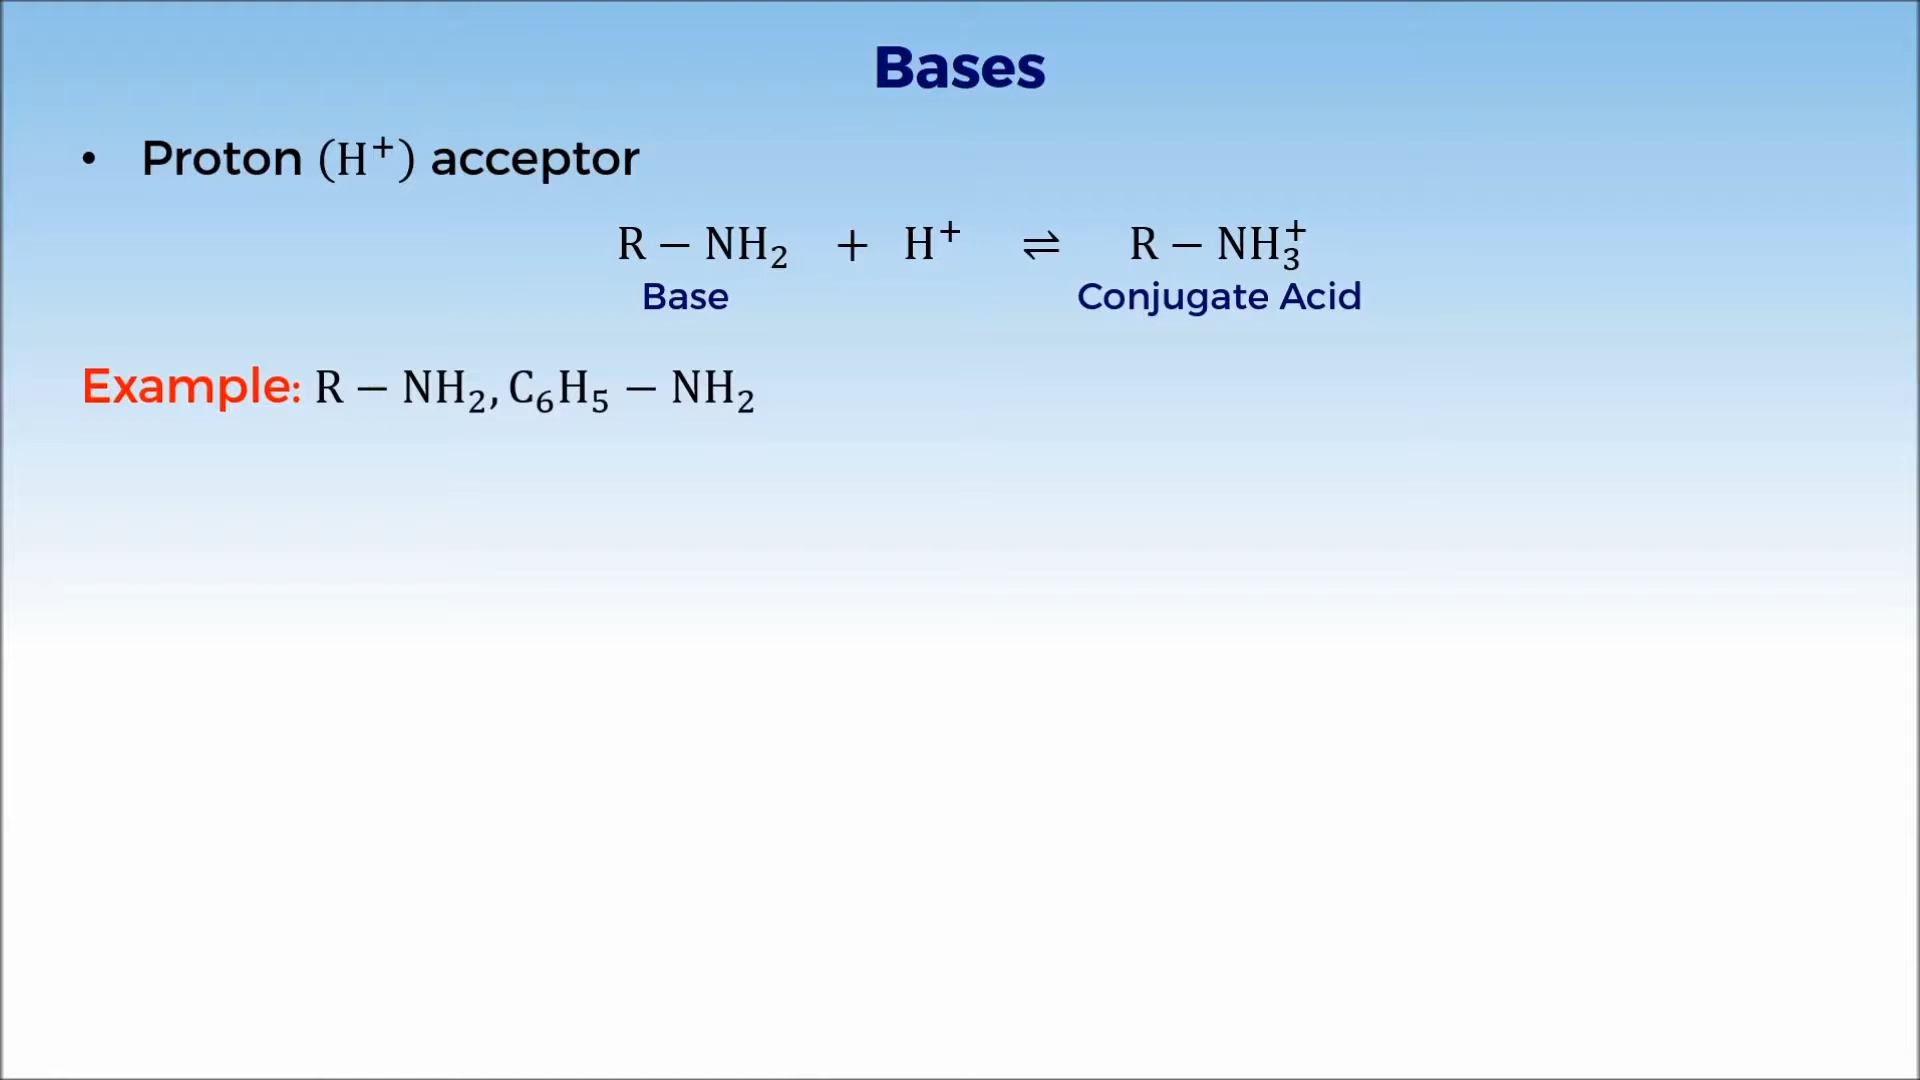 Bases
• Proton (H⁺) acceptor
R − NH₂ + H⁺ ⇌ R − NH₃⁺
Base Conjugate Acid
Example: R − NH₂, C₆H₅ − NH₂